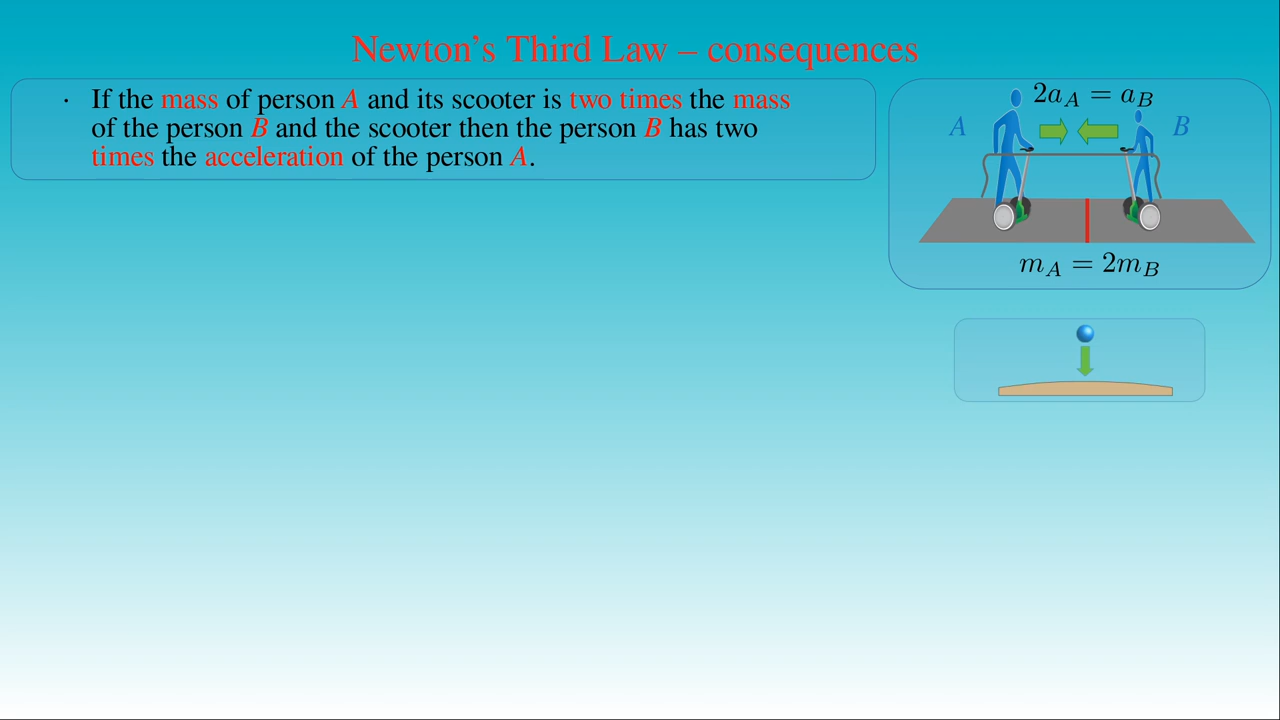 Newton's Third Law – consequences
· If the mass of person A and its scooter is two times the mass
of the person B and the scooter then the person B has two
times the acceleration of the person A.
2a_A = a_B
A
B
m_A = 2m_B